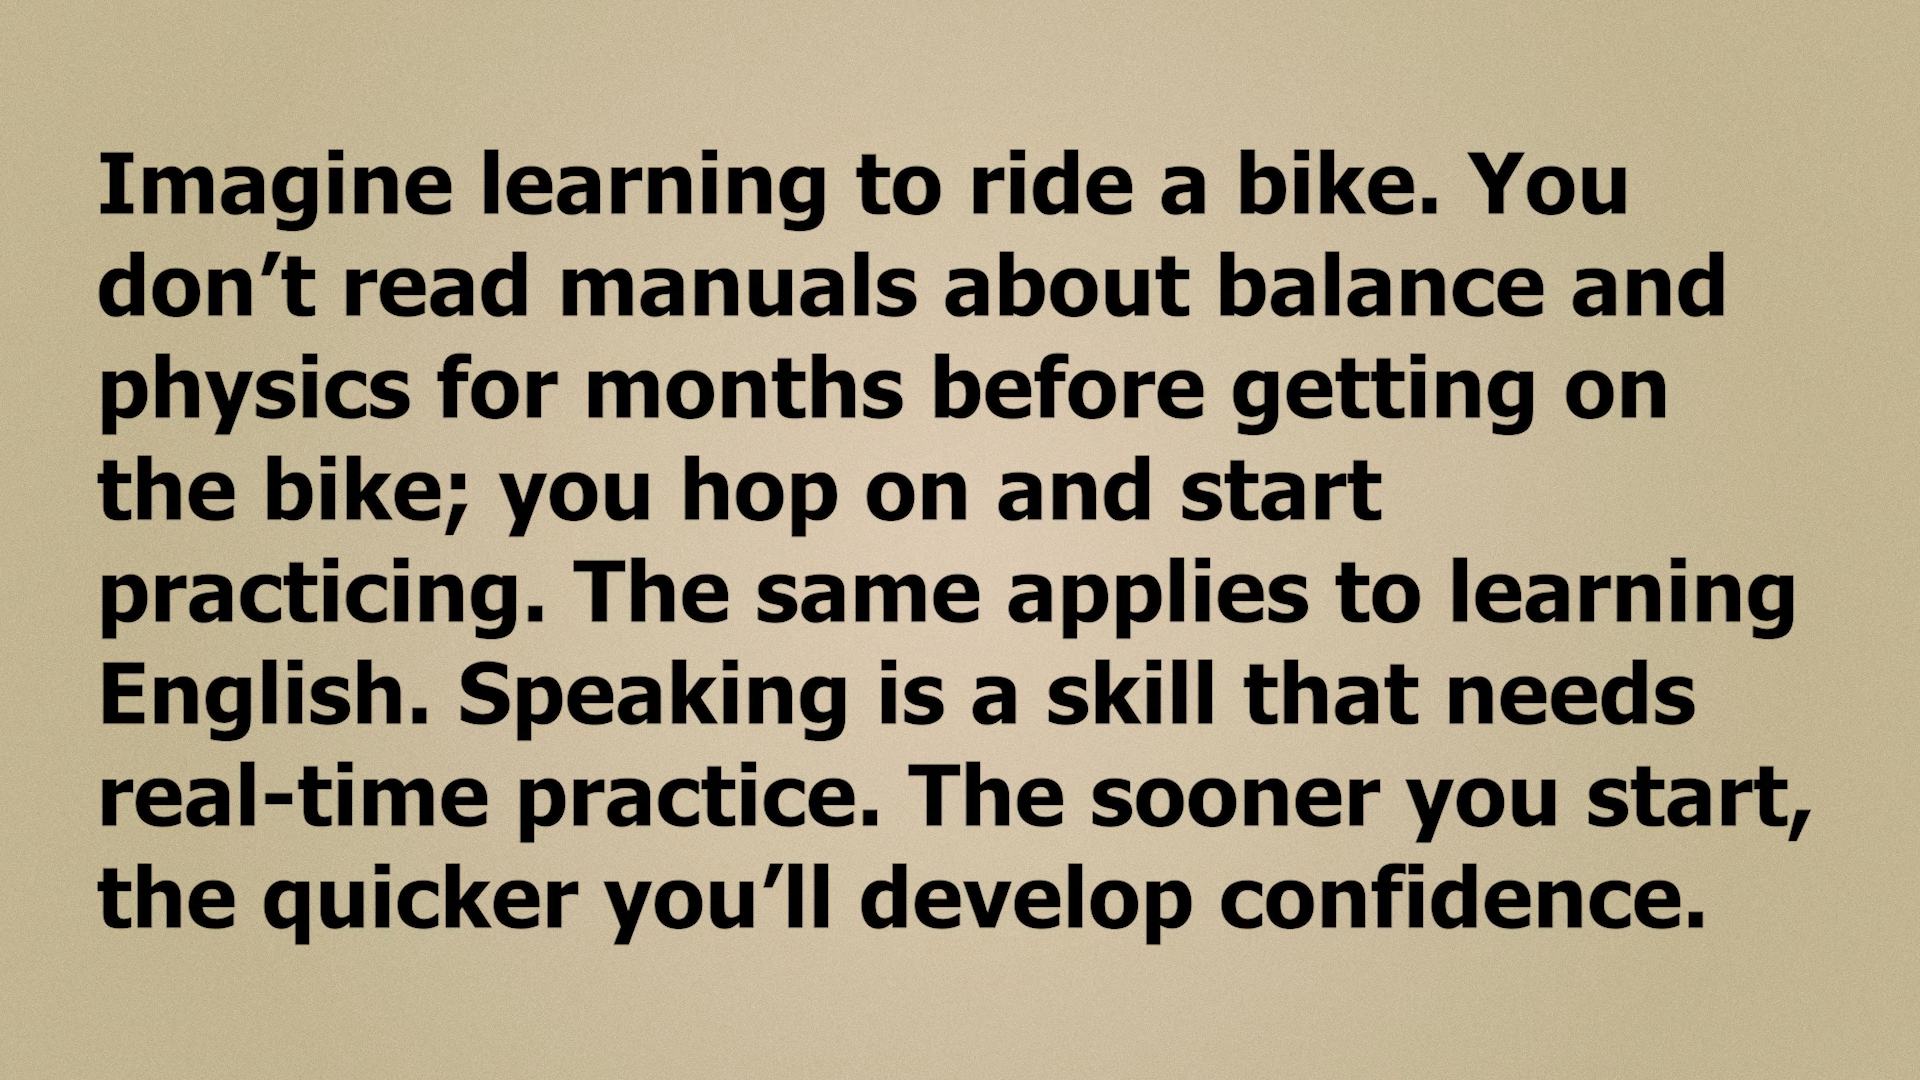 Imagine learning to ride a bike. You
don’t read manuals about balance and
physics for months before getting on
the bike; you hop on and start
practicing. The same applies to learning
English. Speaking is a skill that needs
real-time practice. The sooner you start,
the quicker you’ll develop confidence.